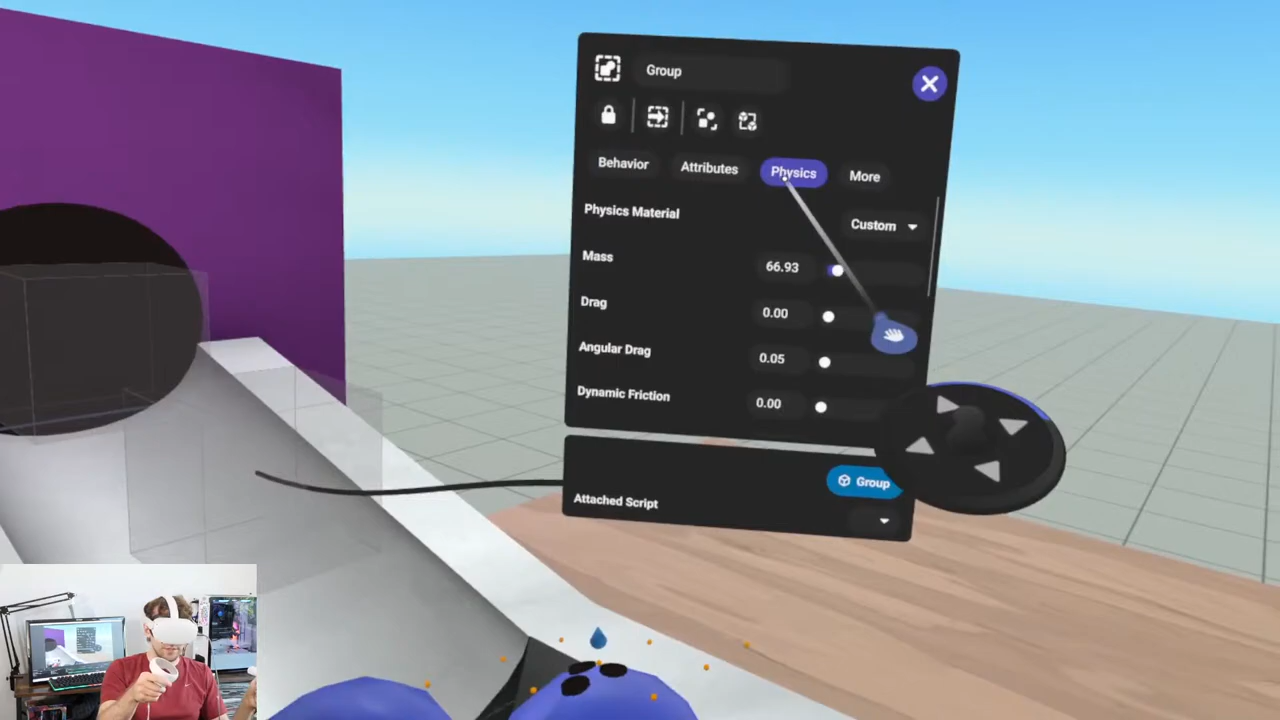 Group
Behavior Attributes Physics More
Physics Material Custom
Mass 66.93
Drag 0.00
Angular Drag 0.05
Dynamic Friction 0.00
Group
Attached Script